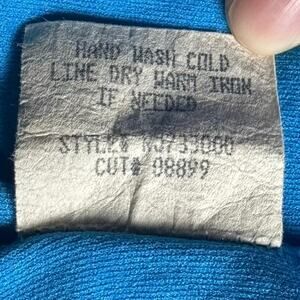 HAND WASH COLD
LINE DRY WARM IRON
IF NEEDED
STYLE#
CUT# 08899